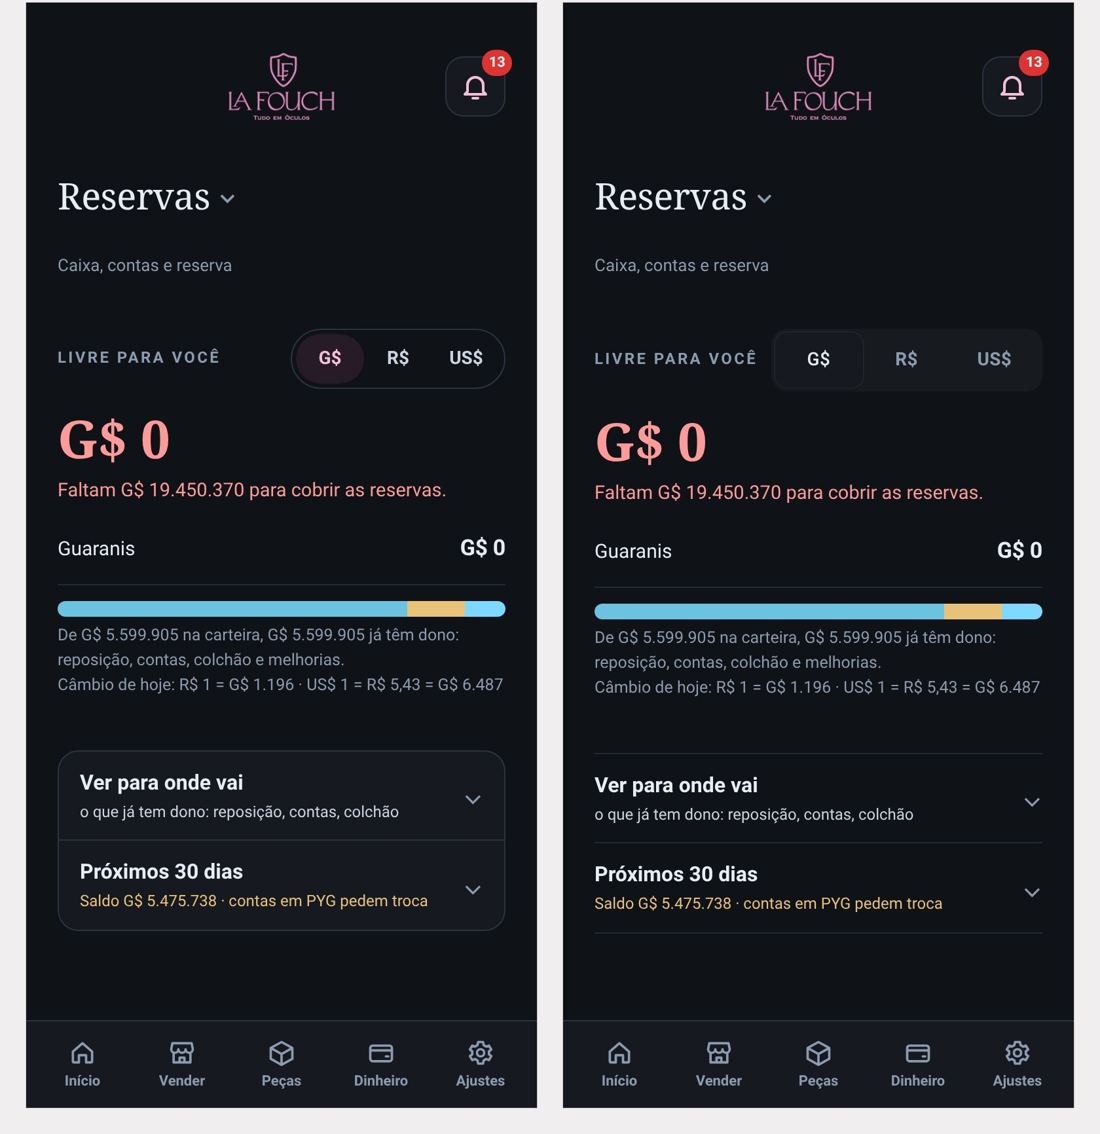 LF
LA FOUCH
TUDO EM ÓCULOS
13
Reservas
Caixa, contas e reserva
LIVRE PARA VOCÊ
G$ R$ US$
G$ 0
Faltam G$ 19.450.370 para cobrir as reservas.
Guaranis G$ 0
De G$ 5.599.905 na carteira, G$ 5.599.905 já têm dono:
reposição, contas, colchão e melhorias.
Câmbio de hoje: R$ 1 = G$ 1.196 · US$ 1 = R$ 5,43 = G$ 6.487
Ver para onde vai
o que já tem dono: reposição, contas, colchão
Próximos 30 dias
Saldo G$ 5.475.738 · contas em PYG pedem troca
Início Vender Peças Dinheiro Ajustes
LF
LA FOUCH
TUDO EM ÓCULOS
13
Reservas
Caixa, contas e reserva
LIVRE PARA VOCÊ
G$ R$ US$
G$ 0
Faltam G$ 19.450.370 para cobrir as reservas.
Guaranis G$ 0
De G$ 5.599.905 na carteira, G$ 5.599.905 já têm dono:
reposição, contas, colchão e melhorias.
Câmbio de hoje: R$ 1 = G$ 1.196 · US$ 1 = R$ 5,43 = G$ 6.487
Ver para onde vai
o que já tem dono: reposição, contas, colchão
Próximos 30 dias
Saldo G$ 5.475.738 · contas em PYG pedem troca
Início Vender Peças Dinheiro Ajustes